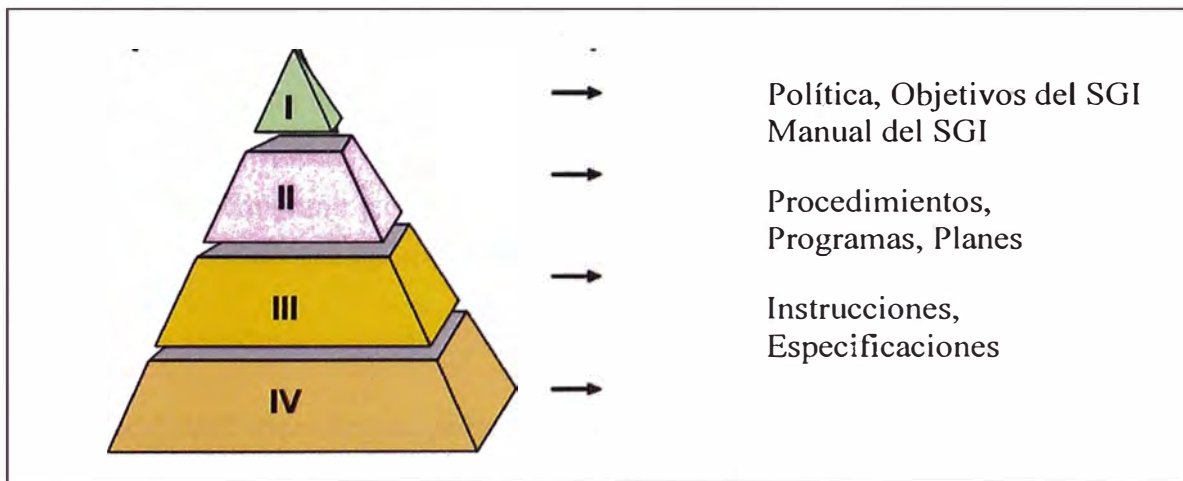 I
Política, Objetivos del SGI
Manual del SGI
II
Procedimientos,
Programas, Planes
III
Instrucciones,
Especificaciones
IV